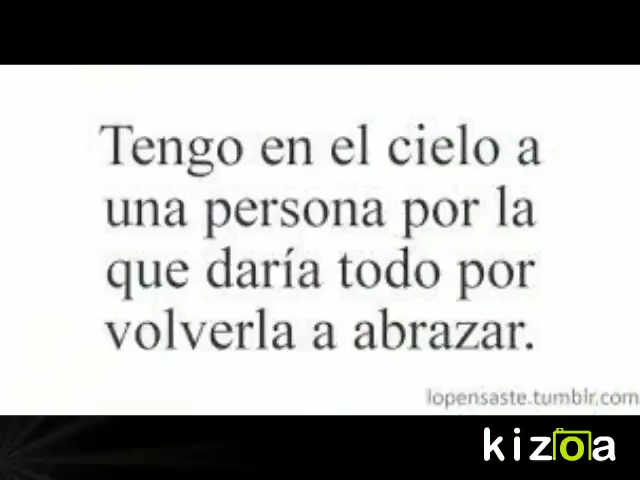 Tengo en el cielo a
una persona por la
que daría todo por
volverla a abrazar.
lopensaste.tumblr.com
kizoa